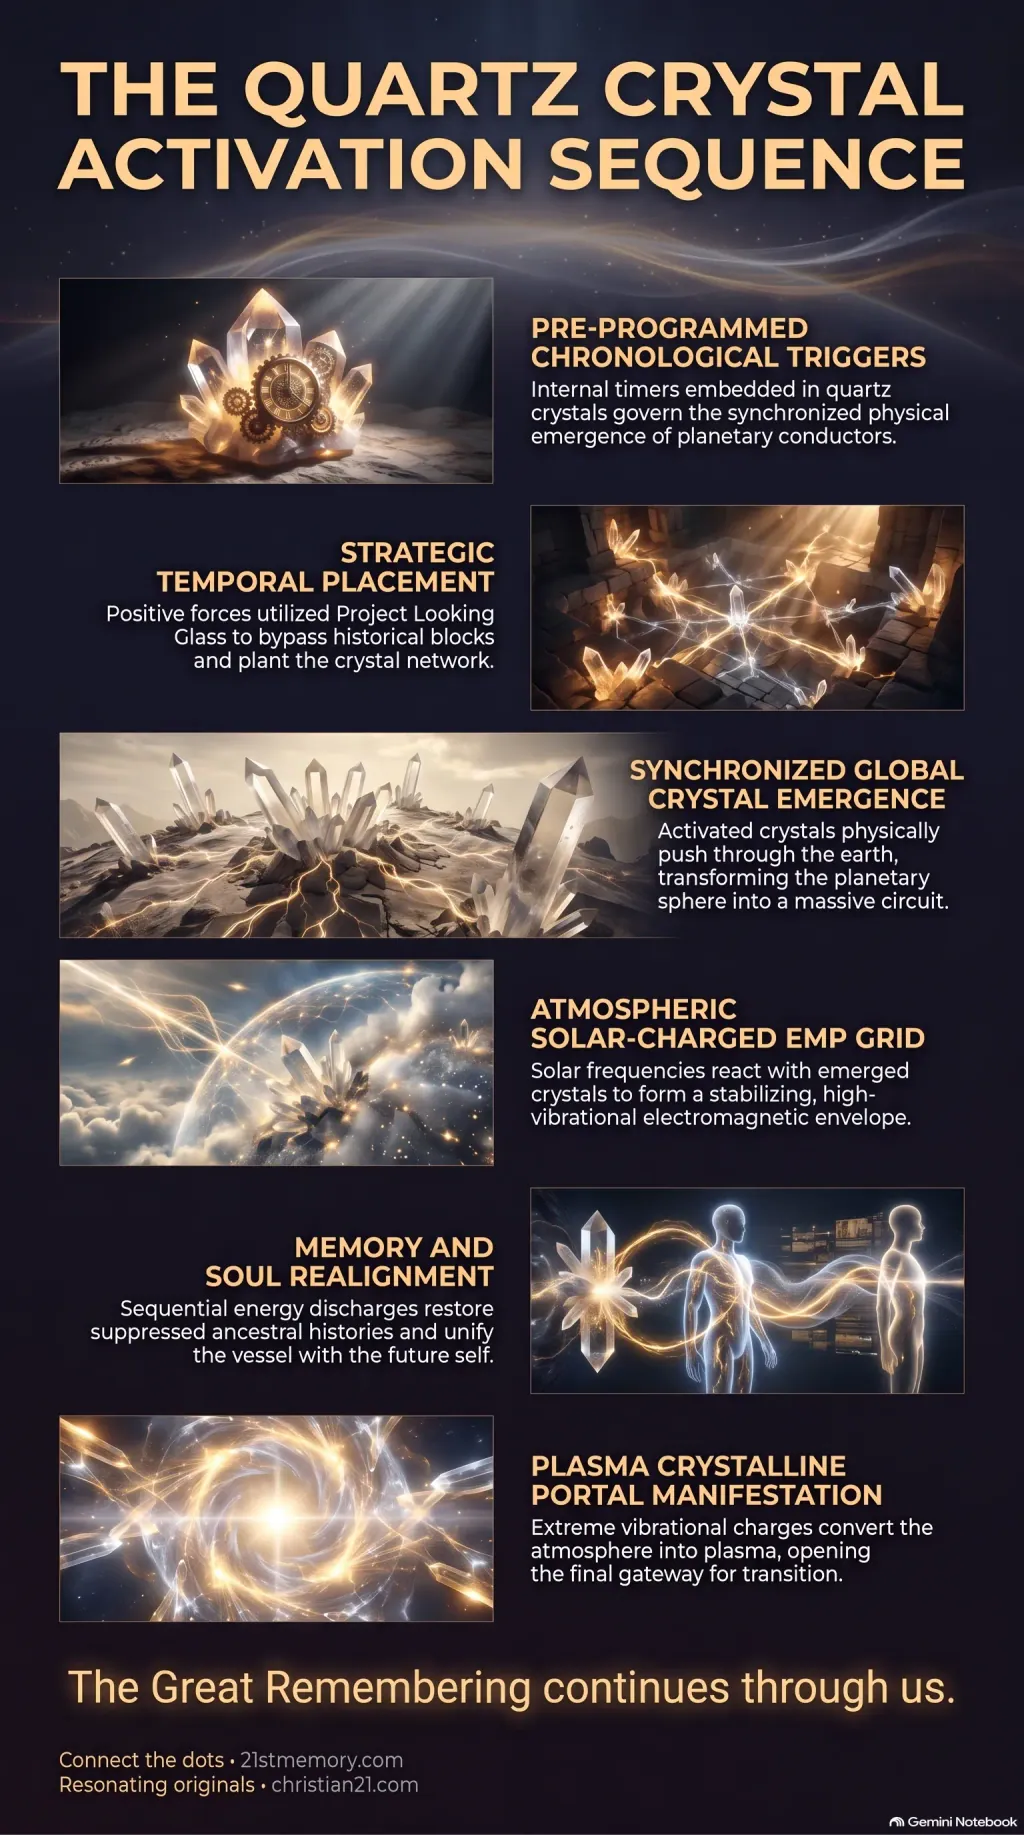 THE QUARTZ CRYSTAL
ACTIVATION SEQUENCE
PRE-PROGRAMMED
CHRONOLOGICAL TRIGGERS
Internal timers embedded in quartz
crystals govern the synchronized physical
emergence of planetary conductors.
STRATEGIC
TEMPORAL PLACEMENT
Positive forces utilized Project Looking
Glass to bypass historical blocks
and plant the crystal network.
SYNCHRONIZED GLOBAL
CRYSTAL EMERGENCE
Activated crystals physically
push through the earth,
transforming the planetary
sphere into a massive circuit.
ATMOSPHERIC
SOLAR-CHARGED EMP GRID
Solar frequencies react with emerged
crystals to form a stabilizing, high-
vibrational electromagnetic envelope.
MEMORY AND
SOUL REALIGNMENT
Sequential energy discharges restore
suppressed ancestral histories and unify
the vessel with the future self.
PLASMA CRYSTALLINE
PORTAL MANIFESTATION
Extreme vibrational charges convert the
atmosphere into plasma, opening
the final gateway for transition.
The Great Remembering continues through us.
Connect the dots • 21stmemory.com
Resonating originals • christian21.com
Gemini Notebook